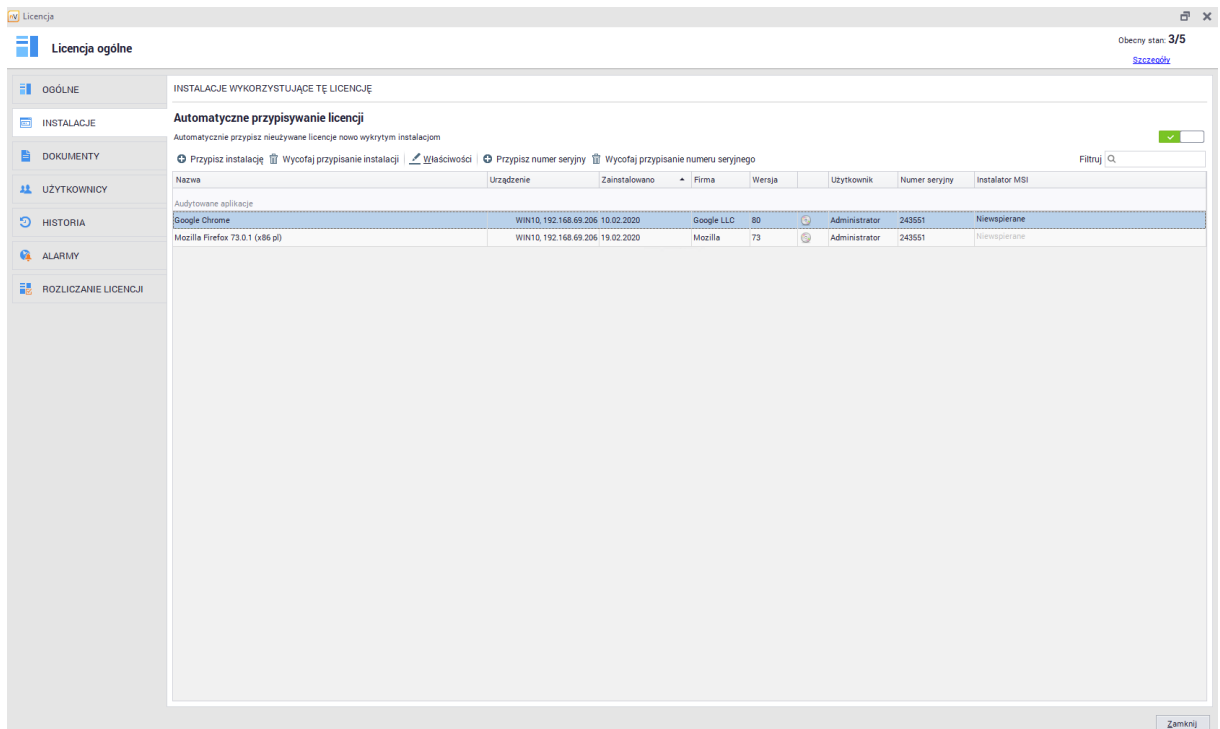 nV Licencja
Licencja ogólne
Obecny stan: 3/5
Szczegóły
OGÓLNE
INSTALACJE
DOKUMENTY
UŻYTKOWNICY
HISTORIA
ALARMY
ROZLICZANIE LICENCJI
INSTALACJE WYKORZYSTUJĄCE TĘ LICENCJĘ
Automatyczne przypisywanie licencji
Automatycznie przypisz nieużywane licencje nowo wykrytym instalacjom
Przypisz instalację Wycofaj przypisanie instalacji Właściwości Przypisz numer seryjny Wycofaj przypisanie numeru seryjnego Filtruj
Nazwa Urządzenie Zainstalowano Firma Wersja Użytkownik Numer seryjny Instalator MSI
Audytowane aplikacje
Google Chrome WIN10, 192.168.69.206 10.02.2020 Google LLC 80 Administrator 243551 Niewspierane
Mozilla Firefox 73.0.1 (x86 pl) WIN10, 192.168.69.206 19.02.2020 Mozilla 73 Administrator 243551 Niewspierane
Zamknij